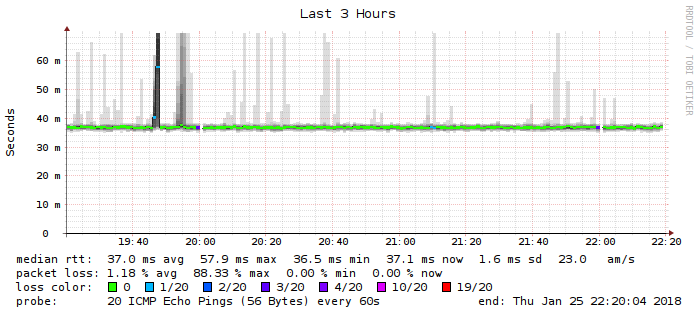 Last 3 Hours
RRDTOOL / TOBI OETIKER
Seconds
60 m
50 m
40 m
30 m
20 m
10 m
0
19:40 20:00 20:20 20:40 21:00 21:20 21:40 22:00 22:20
median rtt: 37.0 ms avg 57.9 ms max 36.5 ms min 37.1 ms now 1.6 ms sd 23.0 am/s
packet loss: 1.18 % avg 88.33 % max 0.00 % min 0.00 % now
loss color: 0 1/20 2/20 3/20 4/20 10/20 19/20
probe: 20 ICMP Echo Pings (56 Bytes) every 60s end: Thu Jan 25 22:20:04 2018